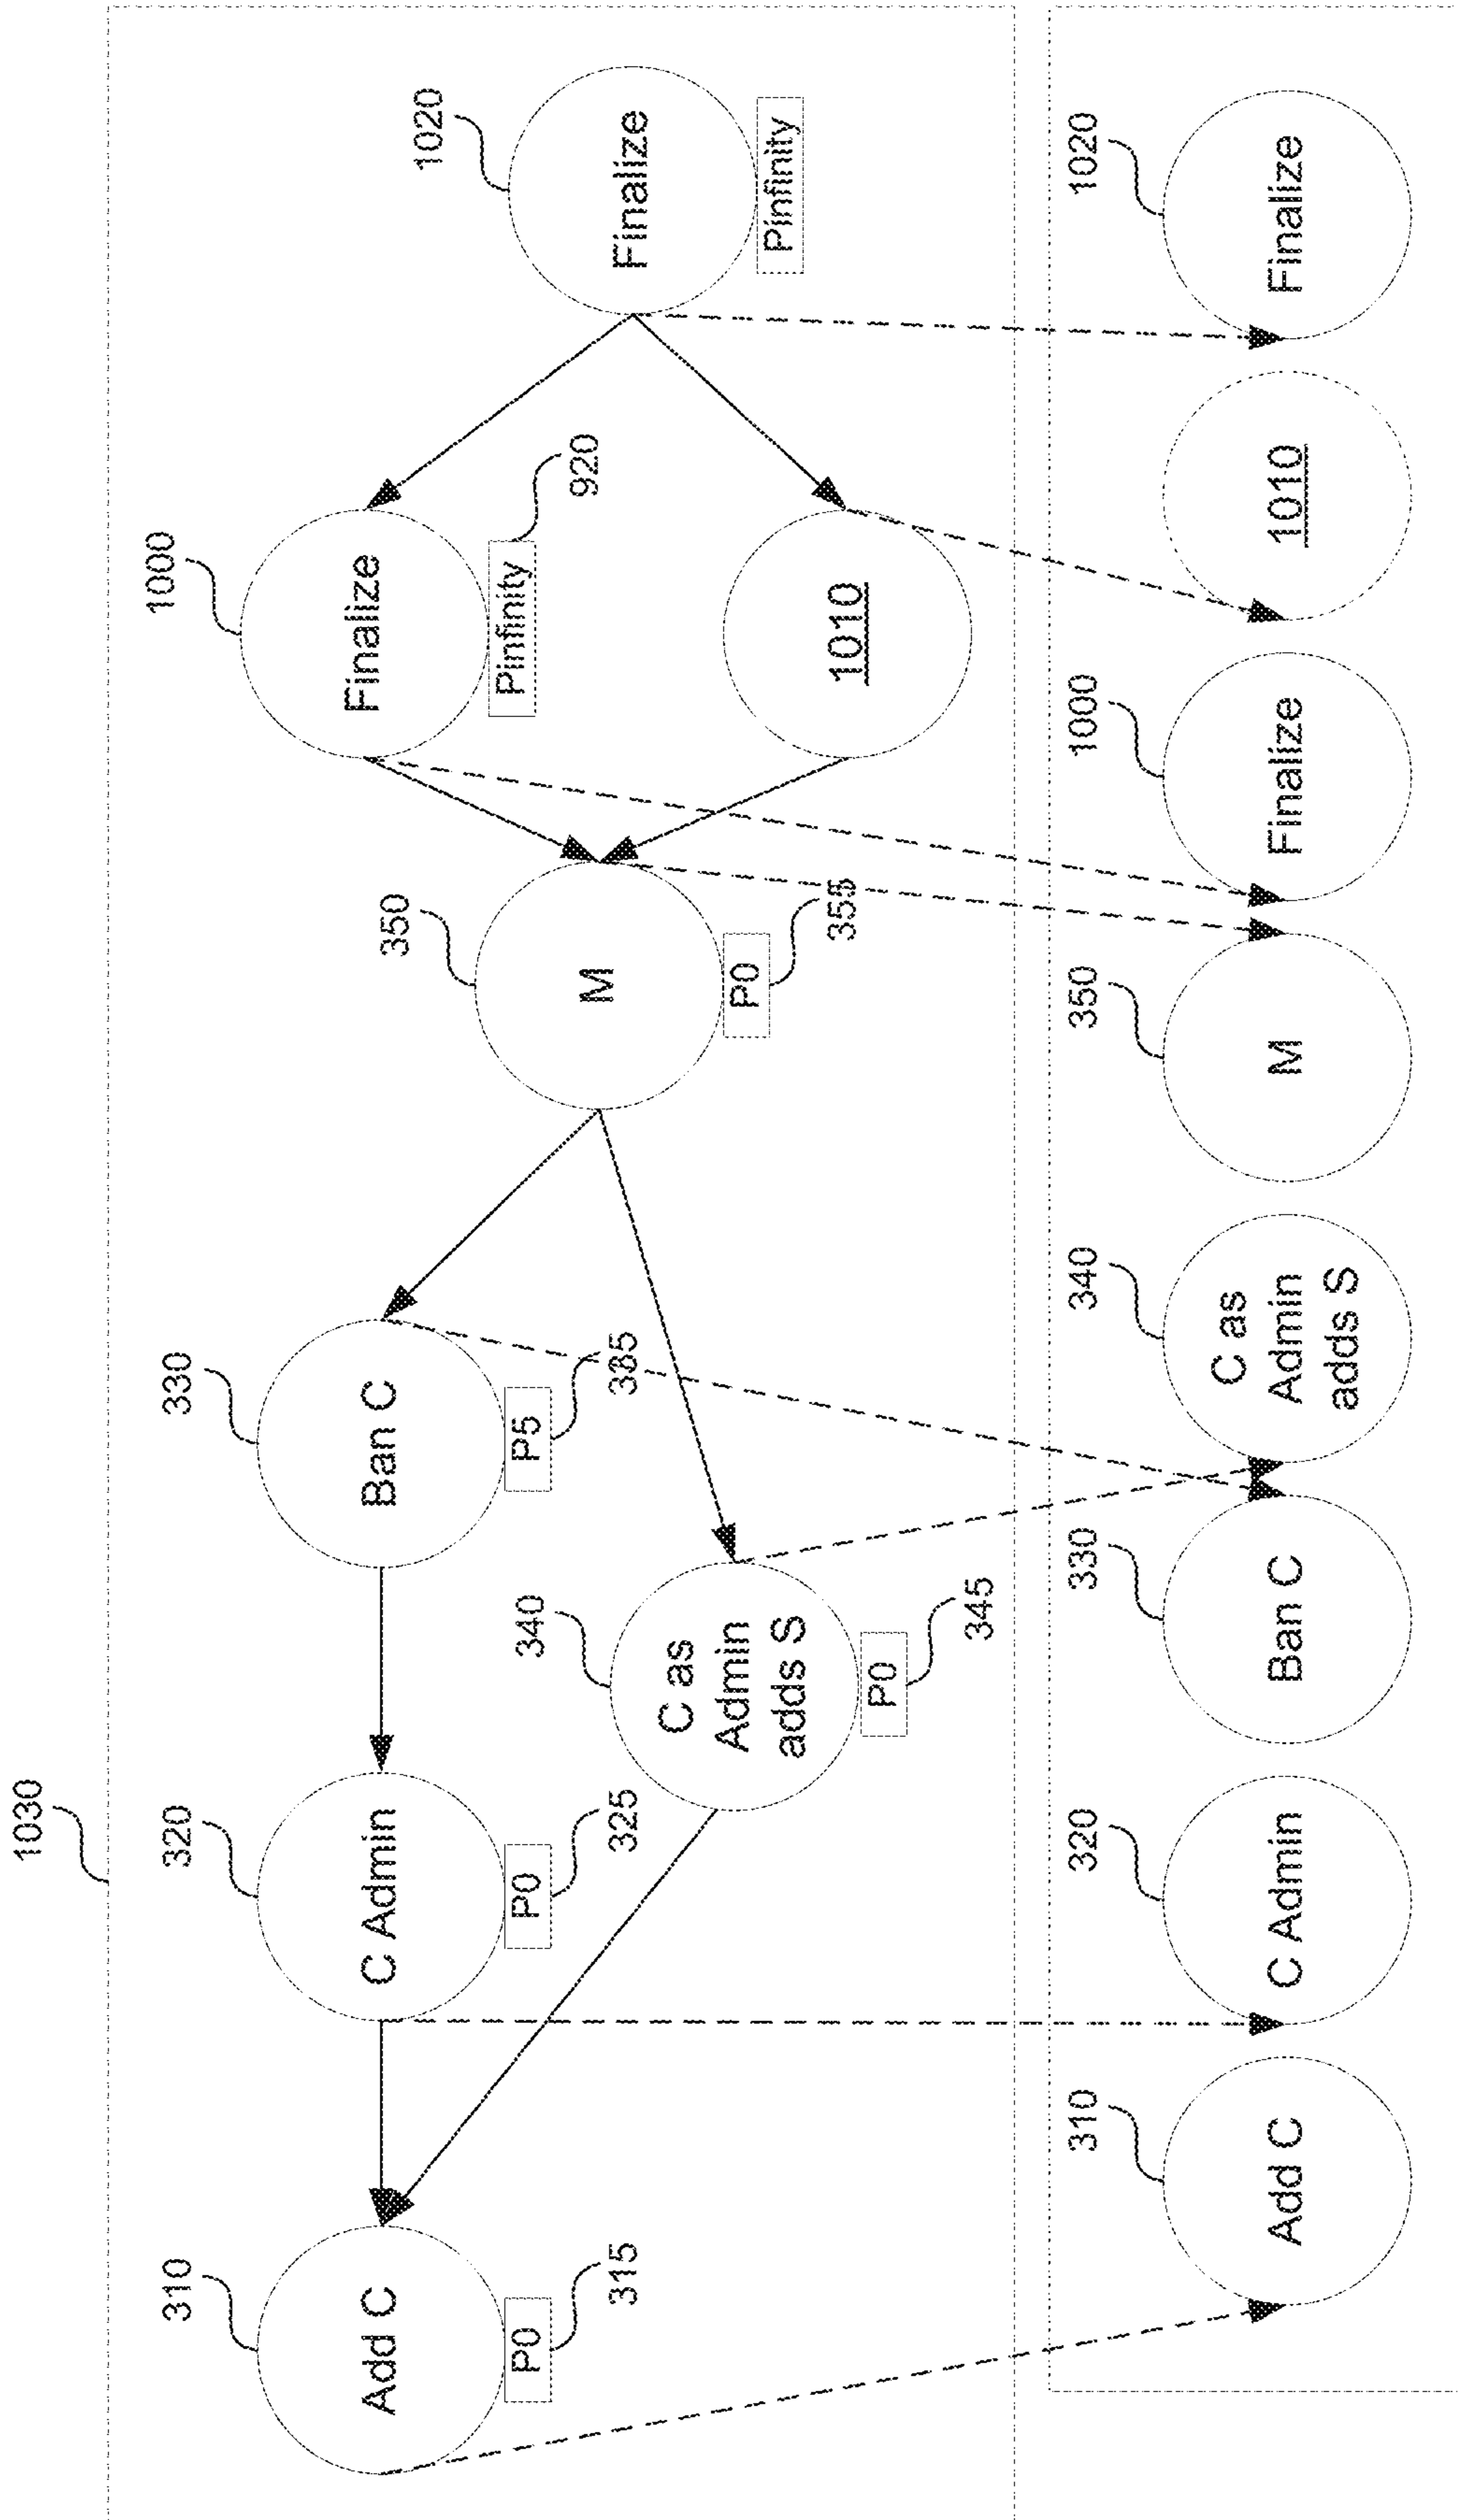 1030
310
Add C
P0
315
320
C Admin
P0
325
330
Ban C
P5
335
340
C as
Admin
adds S
P0
345
350
M
P0
355
1000
Finalize
Pinfinity
920
1010
1020
Finalize
Pinfinity
310
Add C
320
C Admin
330
Ban C
340
C as
Admin
adds S
350
M
1000
Finalize
1010
1020
Finalize